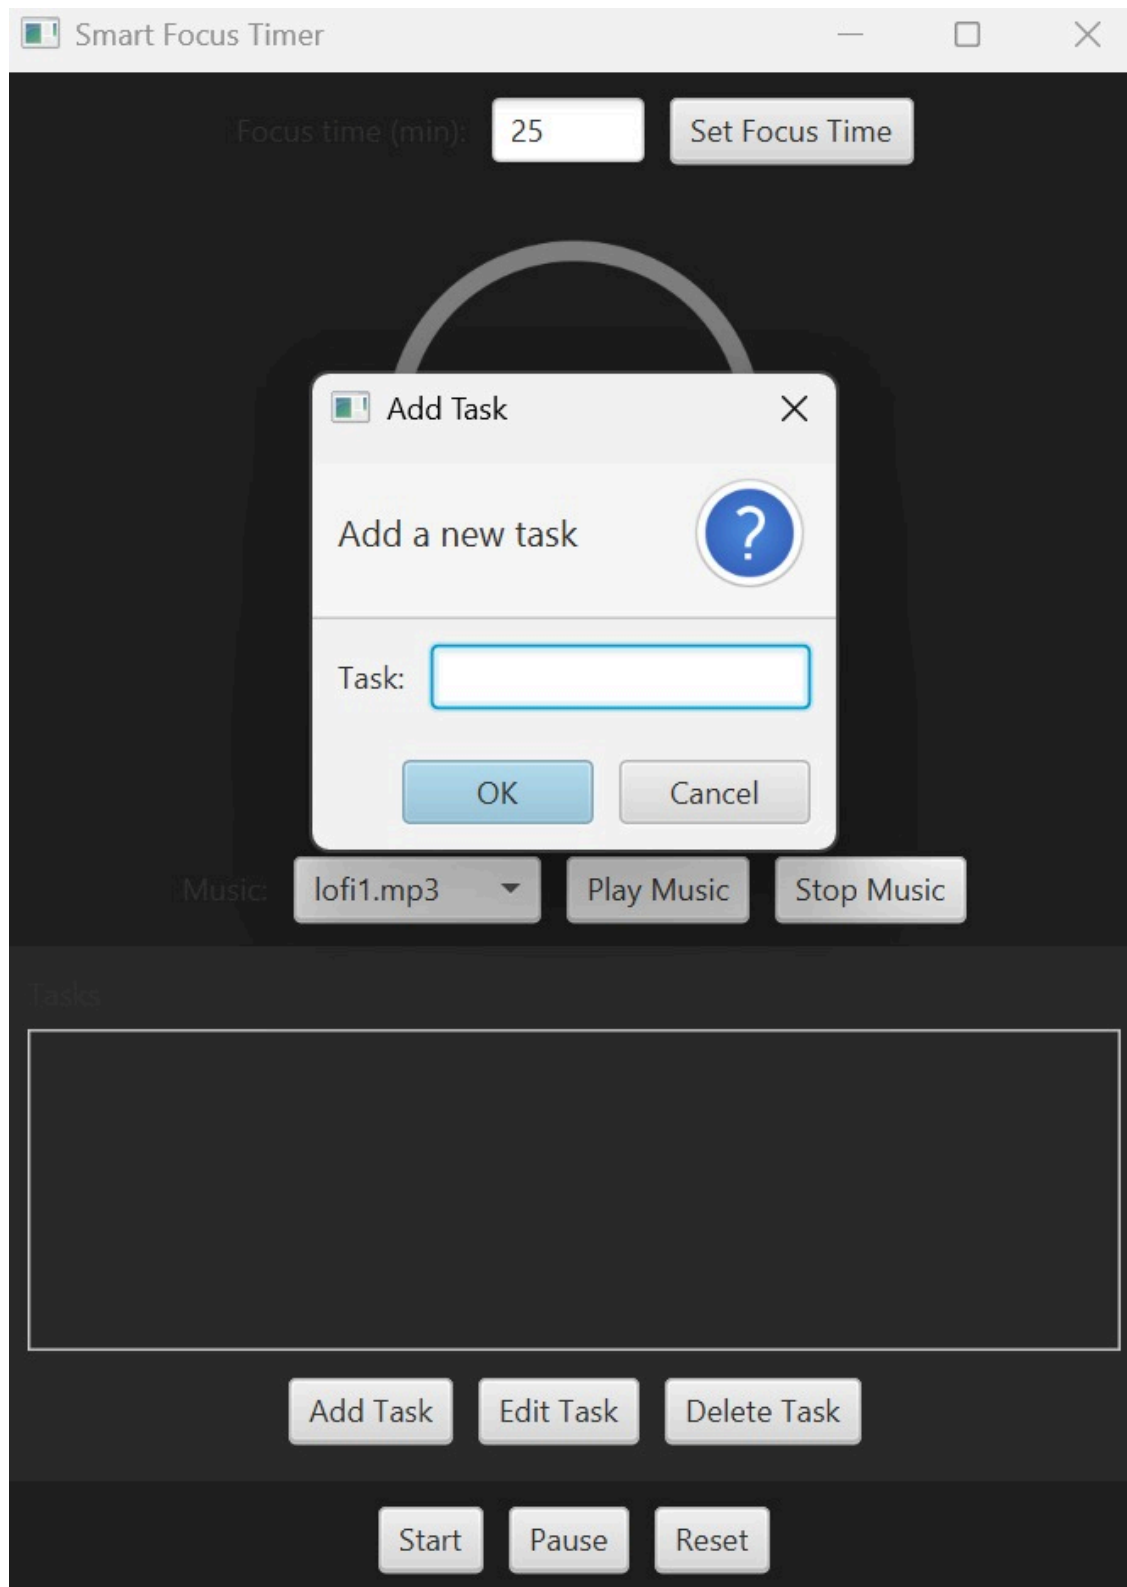 Smart Focus Timer
Focus time (min): 25 Set Focus Time
Add Task
Add a new task
?
Task:
OK Cancel
Music: lofi1.mp3 Play Music Stop Music
Tasks
Add Task Edit Task Delete Task
Start Pause Reset